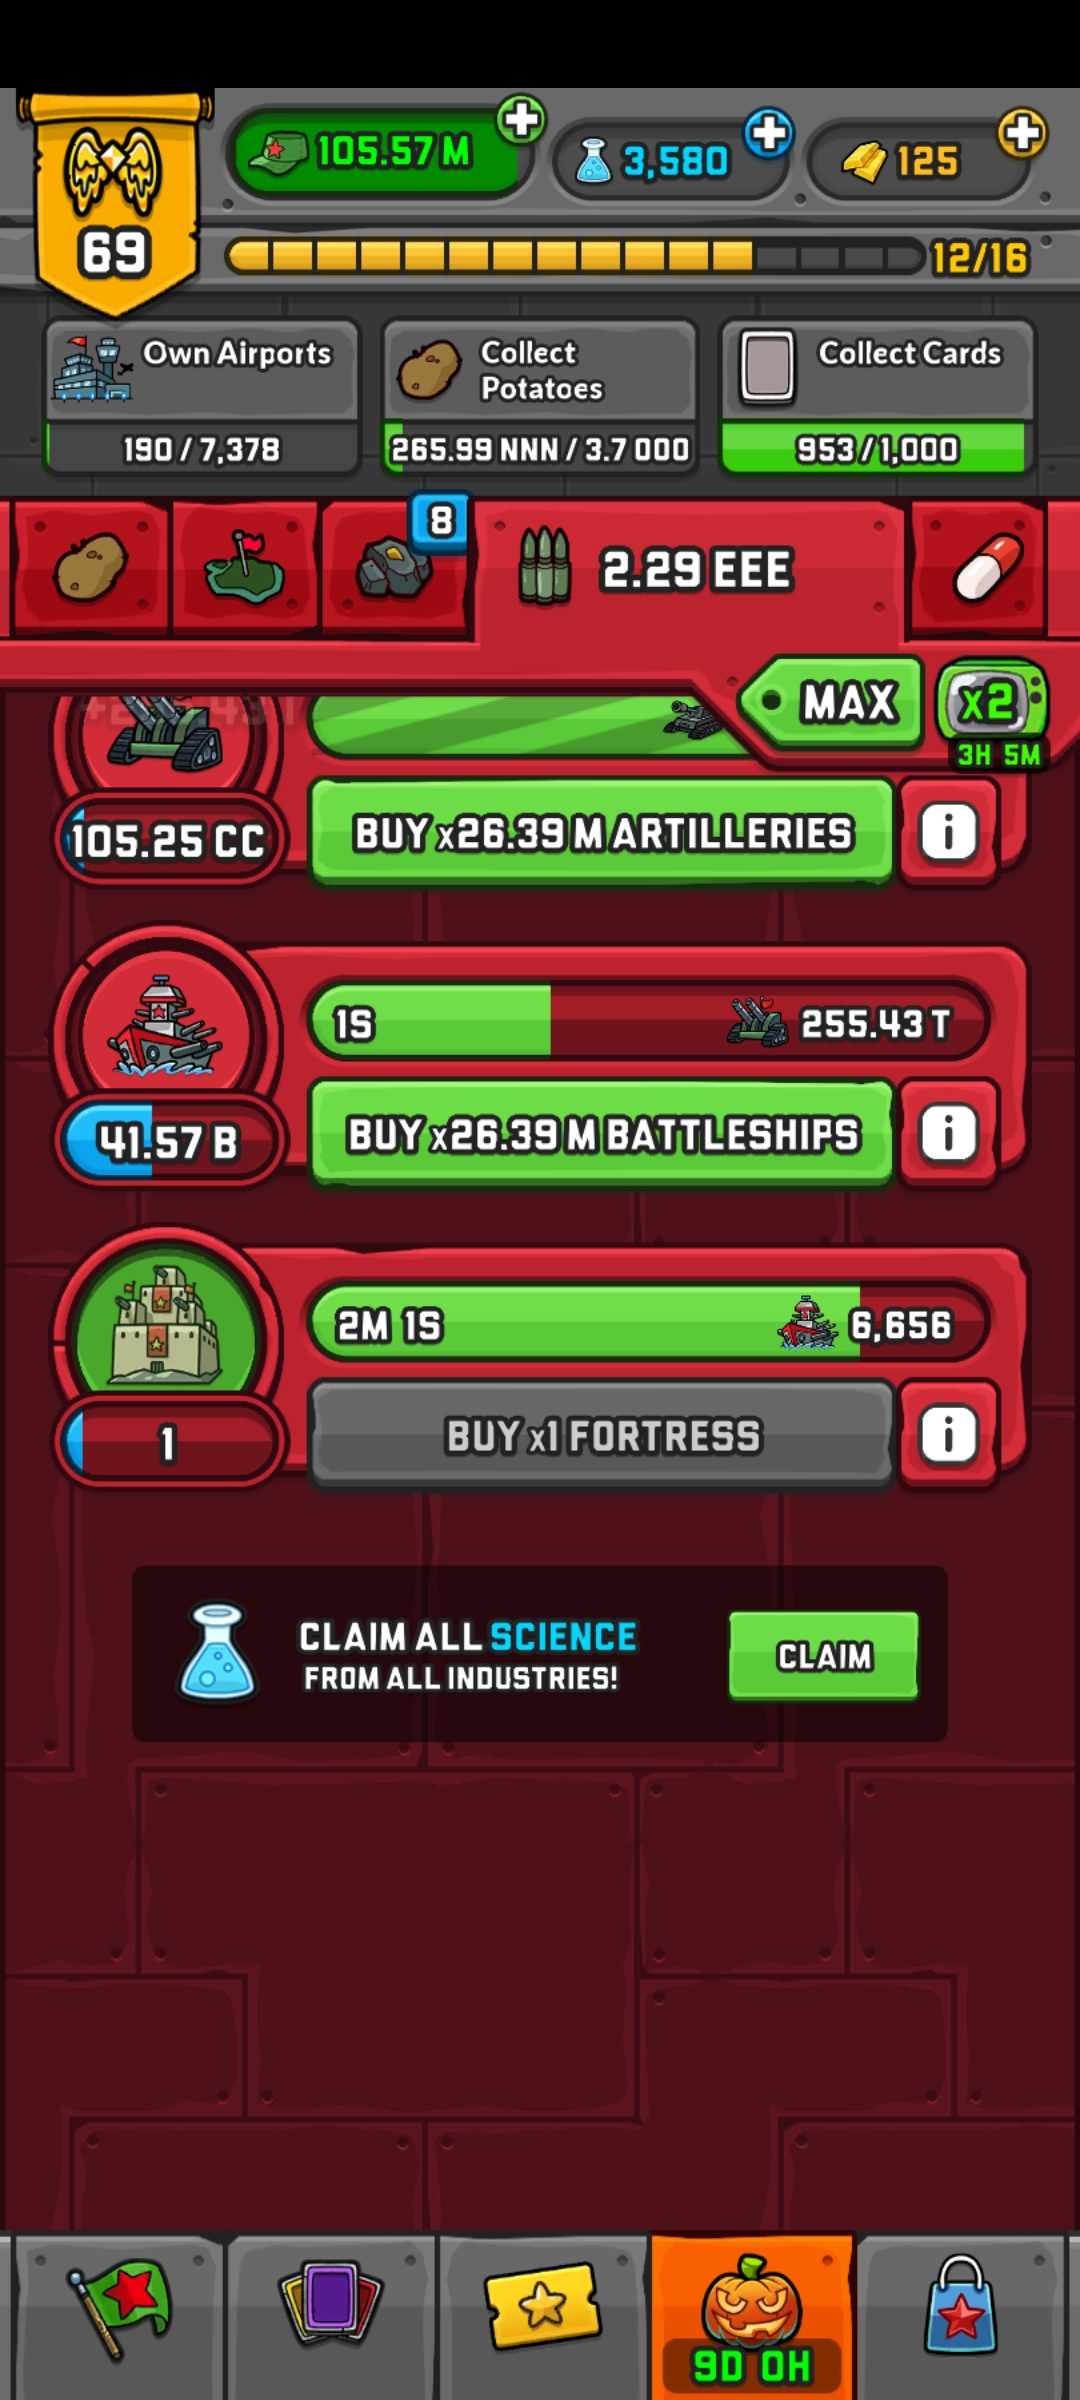 105.57 M
3,580
125
69
12/16
Own Airports
190 / 7,378
Collect
Potatoes
265.99 NNN / 3.7 000
Collect Cards
953 / 1,000
8
2.29 EEE
MAX
x2
3H 5M
105.25 CC
BUY x26.39 M ARTILLERIES
i
1S
255.43 T
41.57 B
BUY x26.39 M BATTLESHIPS
i
2M 1S
6,656
1
BUY x1 FORTRESS
i
CLAIM ALL SCIENCE
FROM ALL INDUSTRIES!
CLAIM
9D 0H